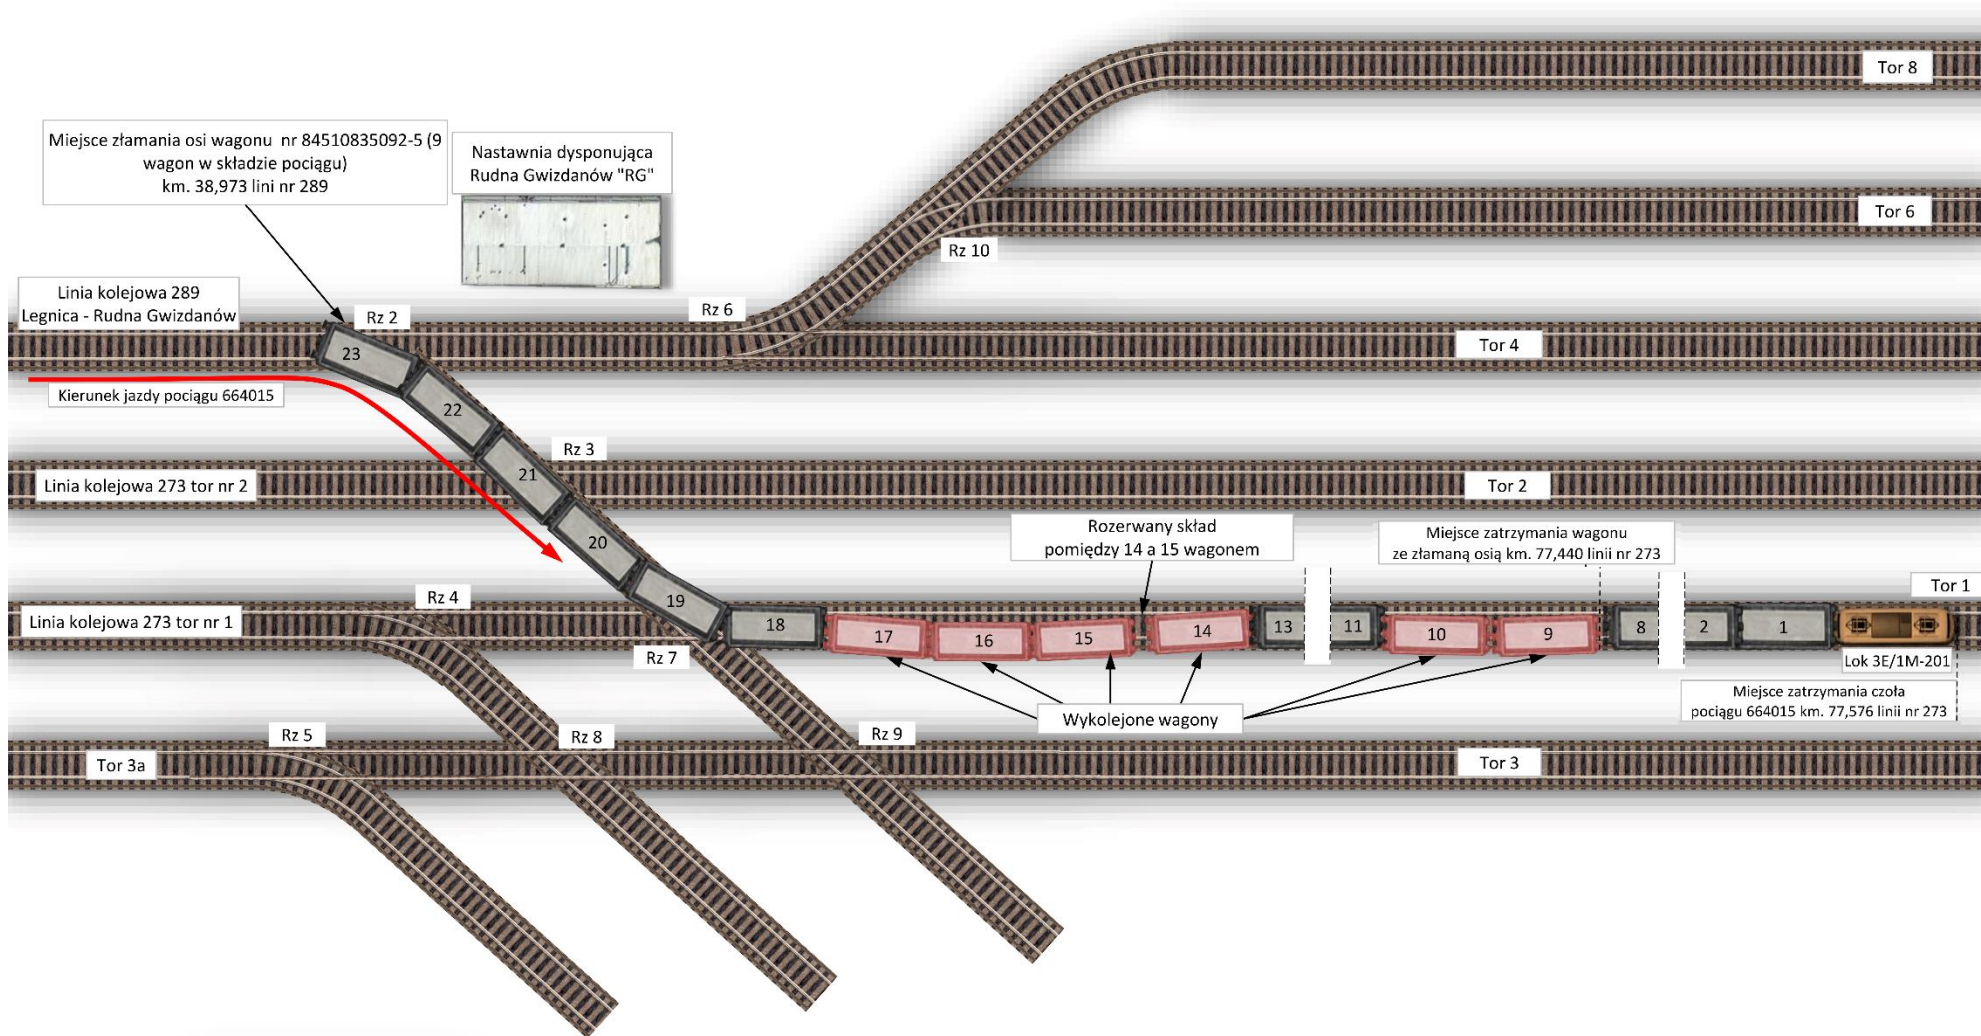 Tor 8
Miejsce złamania osi wagonu nr 84510835092-5 (9
wagon w składzie pociągu)
km. 38,973 lini nr 289
Nastawnia dysponująca
Rudna Gwizdanów "RG"
Tor 6
Rz 10
Linia kolejowa 289
Legnica - Rudna Gwizdanów
Rz 2
Rz 6
Tor 4
23
Kierunek jazdy pociągu 664015
22
Rz 3
21
Linia kolejowa 273 tor nr 2
Tor 2
20
Rozerwany skład
pomiędzy 14 a 15 wagonem
Miejsce zatrzymania wagonu
ze złamaną osią km. 77,440 linii nr 273
Tor 1
Rz 4
19
Linia kolejowa 273 tor nr 1
18
17
16
15
14
13
11
10
9
8
2
1
Rz 7
Lok 3E/1M-201
Miejsce zatrzymania czoła
pociągu 664015 km. 77,576 linii nr 273
Wykolejone wagony
Rz 5
Rz 8
Rz 9
Tor 3a
Tor 3